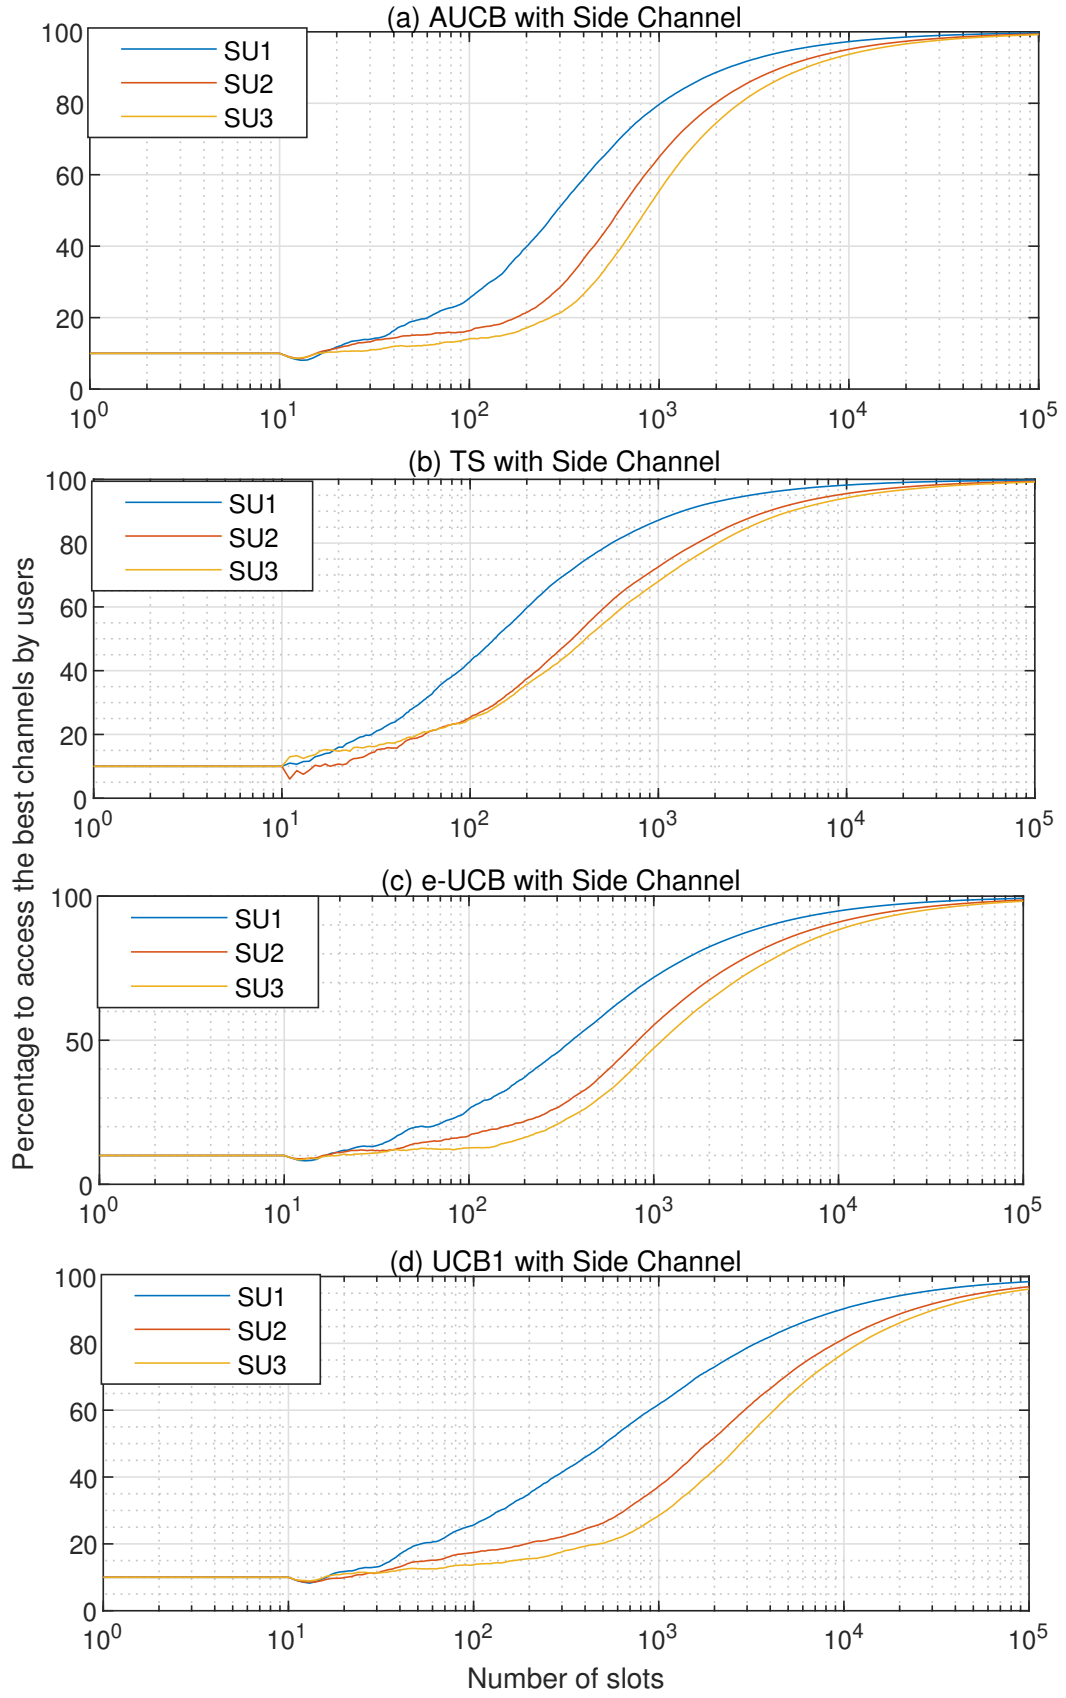 (a) AUCB with Side Channel
SU1
SU2
SU3
100
80
60
40
20
0
10^0 10^1 10^2 10^3 10^4 10^5
(b) TS with Side Channel
SU1
SU2
SU3
100
80
60
40
20
0
10^0 10^1 10^2 10^3 10^4 10^5
Percentage to access the best channels by users
(c) e-UCB with Side Channel
SU1
SU2
SU3
100
50
0
10^0 10^1 10^2 10^3 10^4 10^5
(d) UCB1 with Side Channel
SU1
SU2
SU3
100
80
60
40
20
0
10^0 10^1 10^2 10^3 10^4 10^5
Number of slots